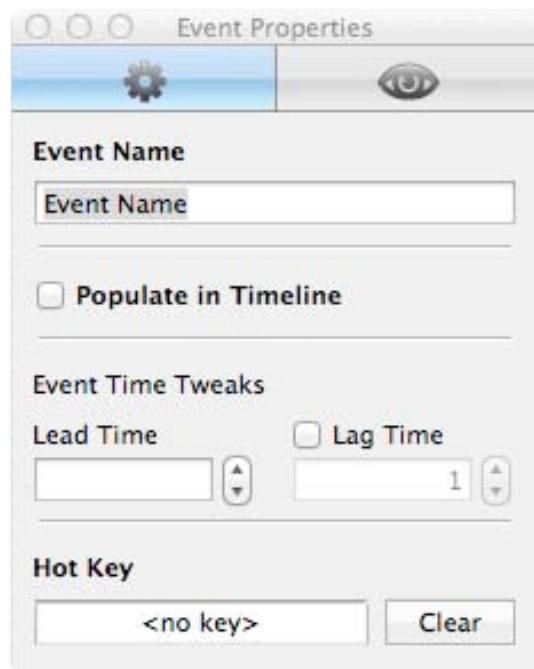 Event Properties
Event Name
Event Name
Populate in Timeline
Event Time Tweaks
Lead Time Lag Time
1
Hot Key
<no key> Clear